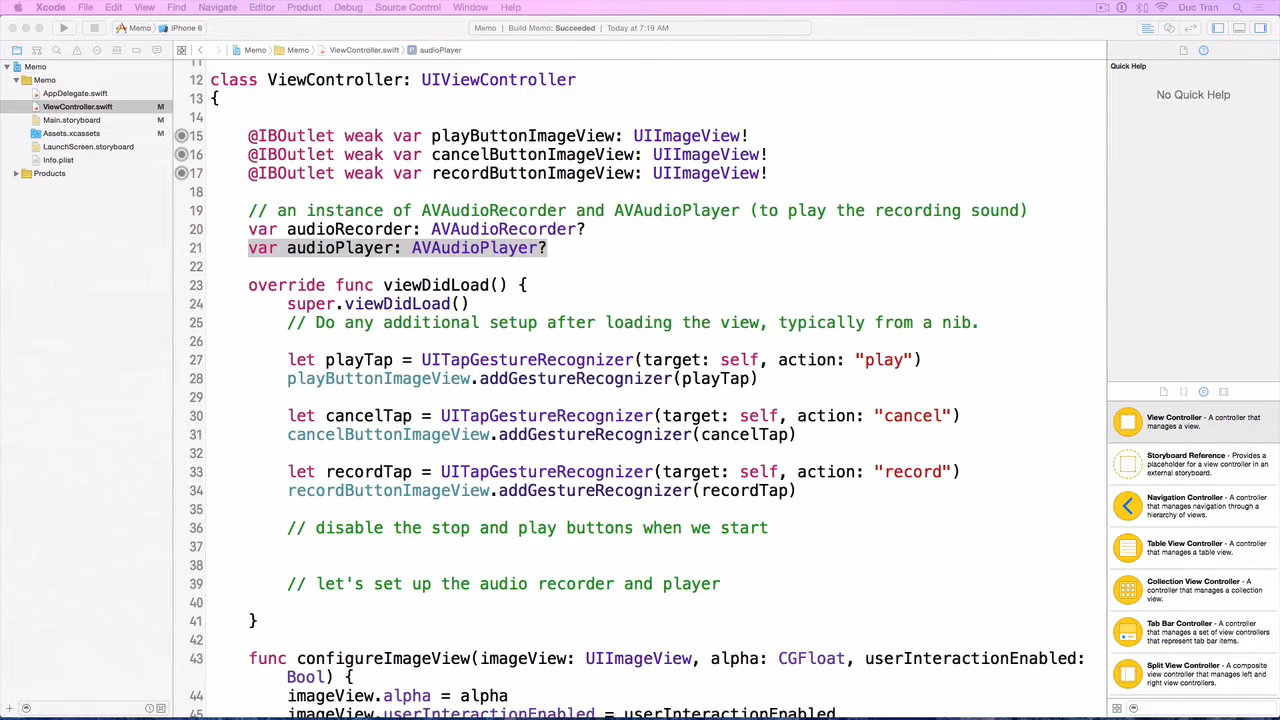 Xcode File Edit View Find Navigate Editor Product Debug Source Control Window Help Duc Tran
Memo iPhone 6 Memo | Build Memo: Succeeded | Today at 7:19 AM
Memo Memo ViewController.swift audioPlayer
Memo
Memo
AppDelegate.swift
ViewController.swift M
Main.storyboard M
Assets.xcassets M
LaunchScreen.storyboard
Info.plist
Products
11
12 class ViewController: UIViewController
13 {
15 @IBOutlet weak var playButtonImageView: UIImageView!
16 @IBOutlet weak var cancelButtonImageView: UIImageView!
17 @IBOutlet weak var recordButtonImageView: UIImageView!
18
19 // an instance of AVAudioRecorder and AVAudioPlayer (to play the recording sound)
20 var audioRecorder: AVAudioRecorder?
21 var audioPlayer: AVAudioPlayer?
22
23 override func viewDidLoad() {
24 super.viewDidLoad()
25 // Do any additional setup after loading the view, typically from a nib.
26
27 let playTap = UITapGestureRecognizer(target: self, action: "play")
28 playButtonImageView.addGestureRecognizer(playTap)
29
30 let cancelTap = UITapGestureRecognizer(target: self, action: "cancel")
31 cancelButtonImageView.addGestureRecognizer(cancelTap)
32
33 let recordTap = UITapGestureRecognizer(target: self, action: "record")
34 recordButtonImageView.addGestureRecognizer(recordTap)
35
36 // disable the stop and play buttons when we start
37
38
39 // let's set up the audio recorder and player
40
41 }
42
43 func configureImageView(imageView: UIImageView, alpha: CGFloat, userInteractionEnabled:
Bool) {
44 imageView.alpha = alpha
45 imageView.userInteractionEnabled = userInteractionEnabled
Quick Help
No Quick Help
View Controller - A controller that
manages a view.
Storyboard Reference - Provides a
placeholder for a view controller in an
external storyboard.
Navigation Controller - A controller
that manages navigation through a
hierarchy of views.
Table View Controller - A controller
that manages a table view.
Collection View Controller - A
controller that manages a collection
view.
Tab Bar Controller - A controller
that manages a set of view controllers
that represent tab bar items.
Split View Controller - A composite
view controller that manages left and
right view controllers.